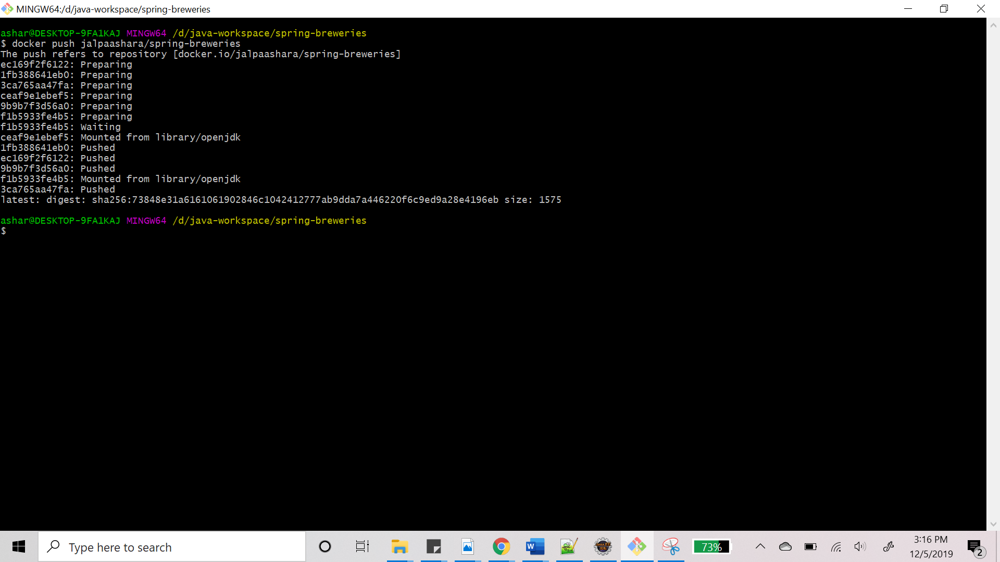 MINGW64:/d/java-workspace/spring-breweries
ashar@DESKTOP-9FA1KAJ MINGW64 /d/java-workspace/spring-breweries
$ docker push jalpaashara/spring-breweries
The push refers to repository [docker.io/jalpaashara/spring-breweries]
ec169f2f6122: Preparing
1fb388641eb0: Preparing
3ca765aa47fa: Preparing
ceaf9e1ebef5: Preparing
9b9b7f3d56a0: Preparing
f1b5933fe4b5: Preparing
f1b5933fe4b5: Waiting
ceaf9e1ebef5: Mounted from library/openjdk
1fb388641eb0: Pushed
ec169f2f6122: Pushed
9b9b7f3d56a0: Pushed
f1b5933fe4b5: Mounted from library/openjdk
3ca765aa47fa: Pushed
latest: digest: sha256:73848e31a6161061902846c1042412777ab9dda7a446220f6c9ed9a28e4196eb size: 1575
ashar@DESKTOP-9FA1KAJ MINGW64 /d/java-workspace/spring-breweries
$
Type here to search
W
Java EE
IDE
73%
3:16 PM
12/5/2019
2